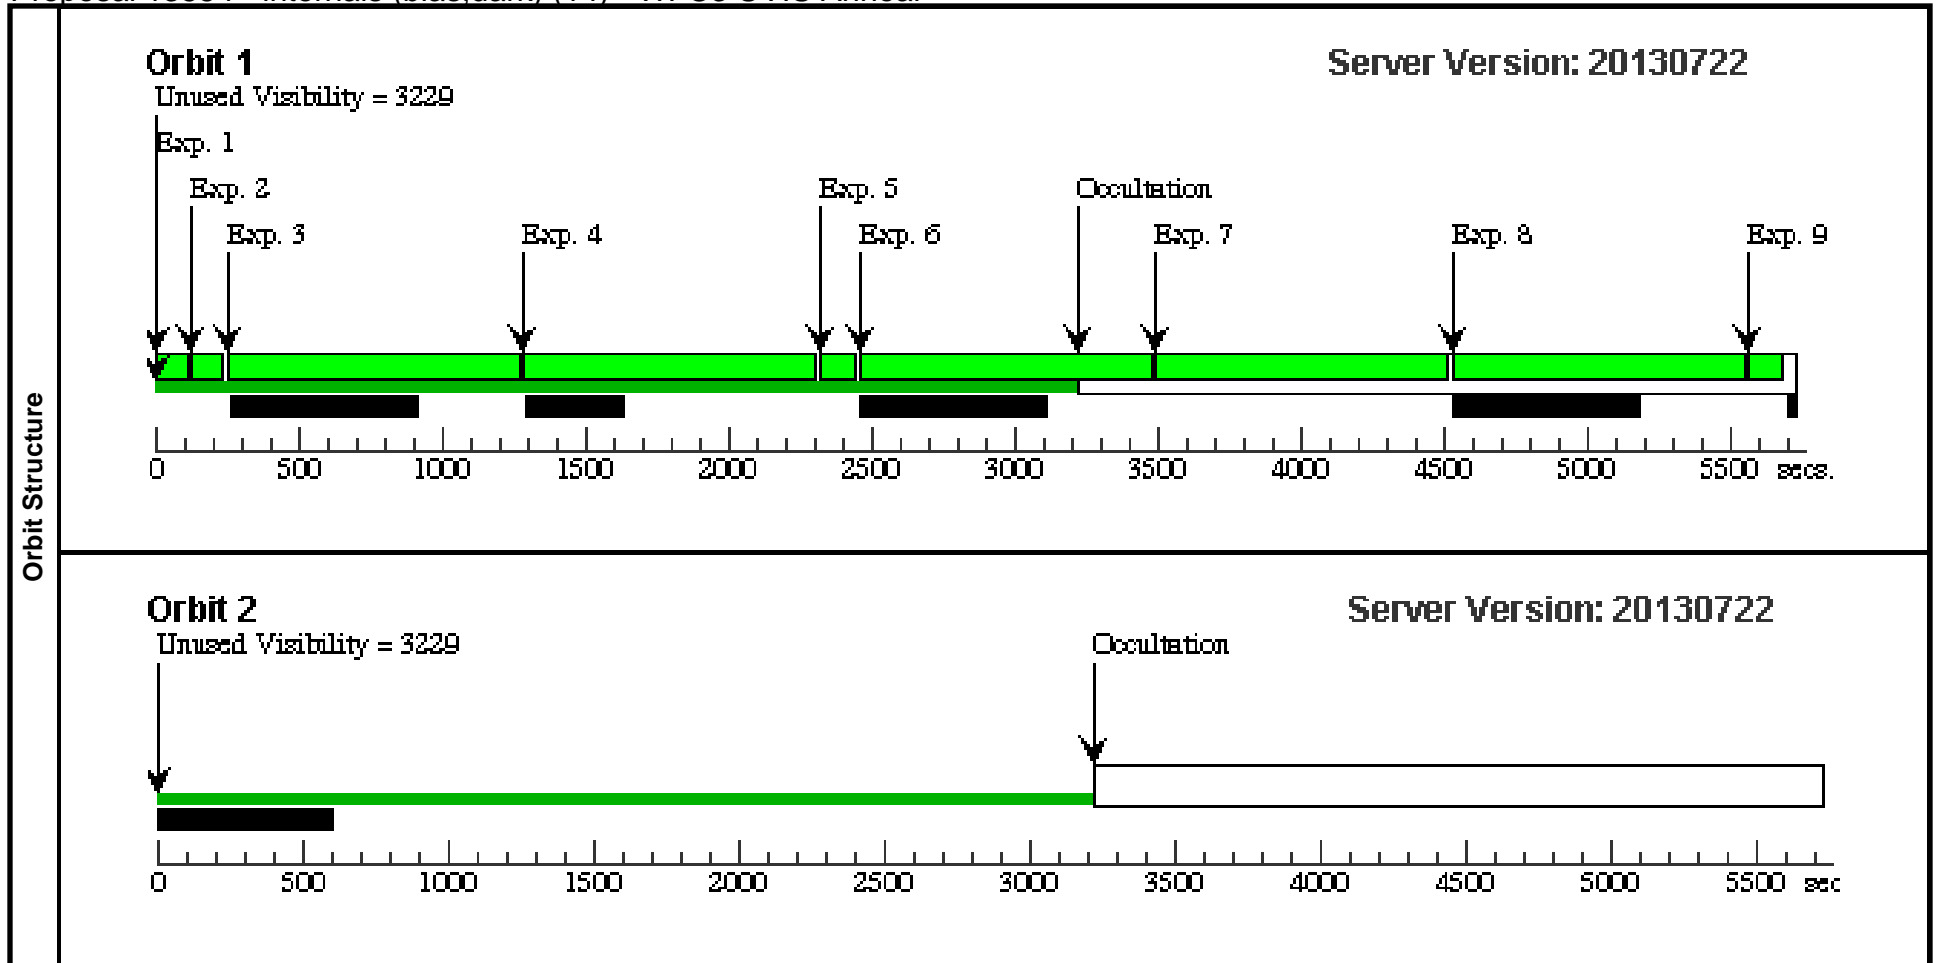 Orbit Structure
Orbit 1
Server Version: 20130722
Unused Visibility = 3229
Exp. 1
Exp. 2
Exp. 5
Occultation
Exp. 3
Exp. 4
Exp. 6
Exp. 7
Exp. 8
Exp. 9
0 500 1000 1500 2000 2500 3000 3500 4000 4500 5000 5500 secs.
Orbit 2
Server Version: 20130722
Unused Visibility = 3229
Occultation
0 500 1000 1500 2000 2500 3000 3500 4000 4500 5000 5500 sec